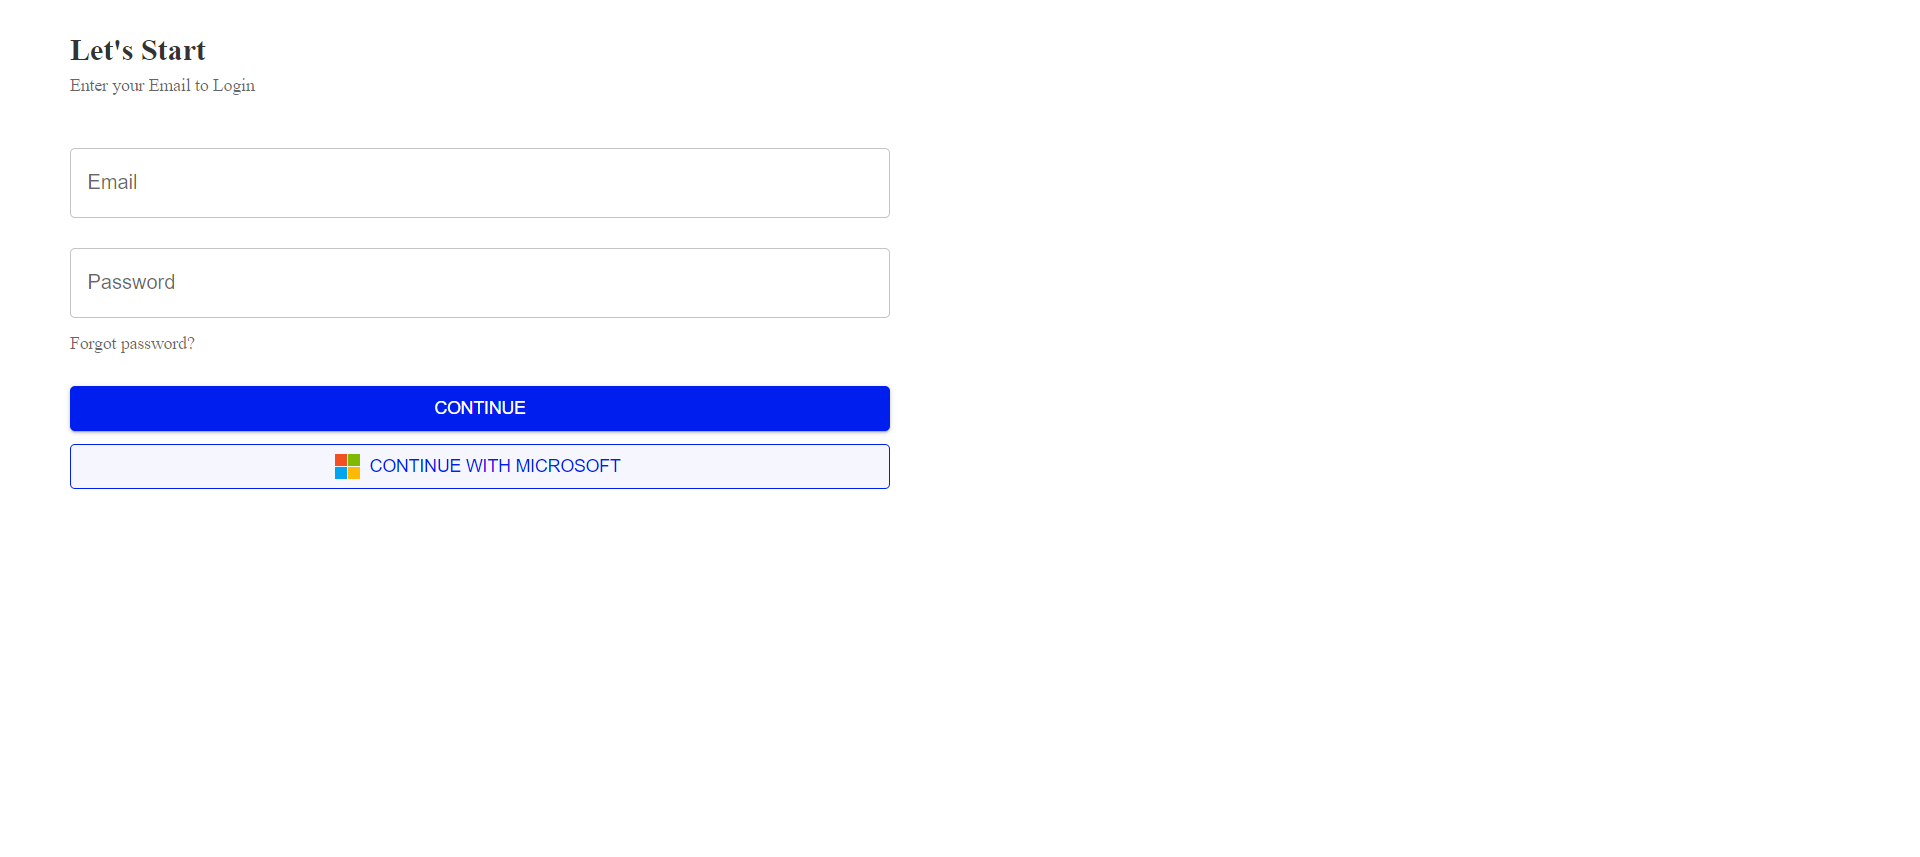 Let's Start
Enter your Email to Login
Email
Password
Forgot password?
CONTINUE
CONTINUE WITH MICROSOFT